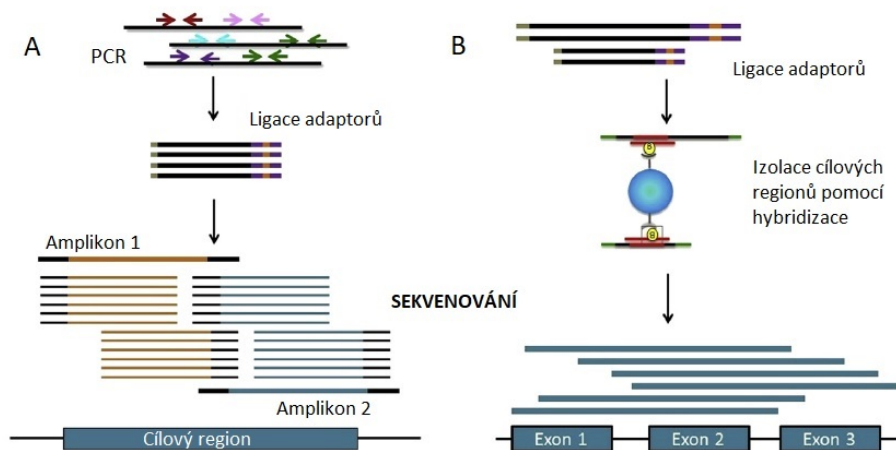 A
PCR
Ligace adaptorů
Amplikon 1
Amplikon 2
Cílový region
SEKVENOVÁNÍ
B
Ligace adaptorů
B
B
Izolace cílových
regionů pomocí
hybridizace
Exon 1
Exon 2
Exon 3